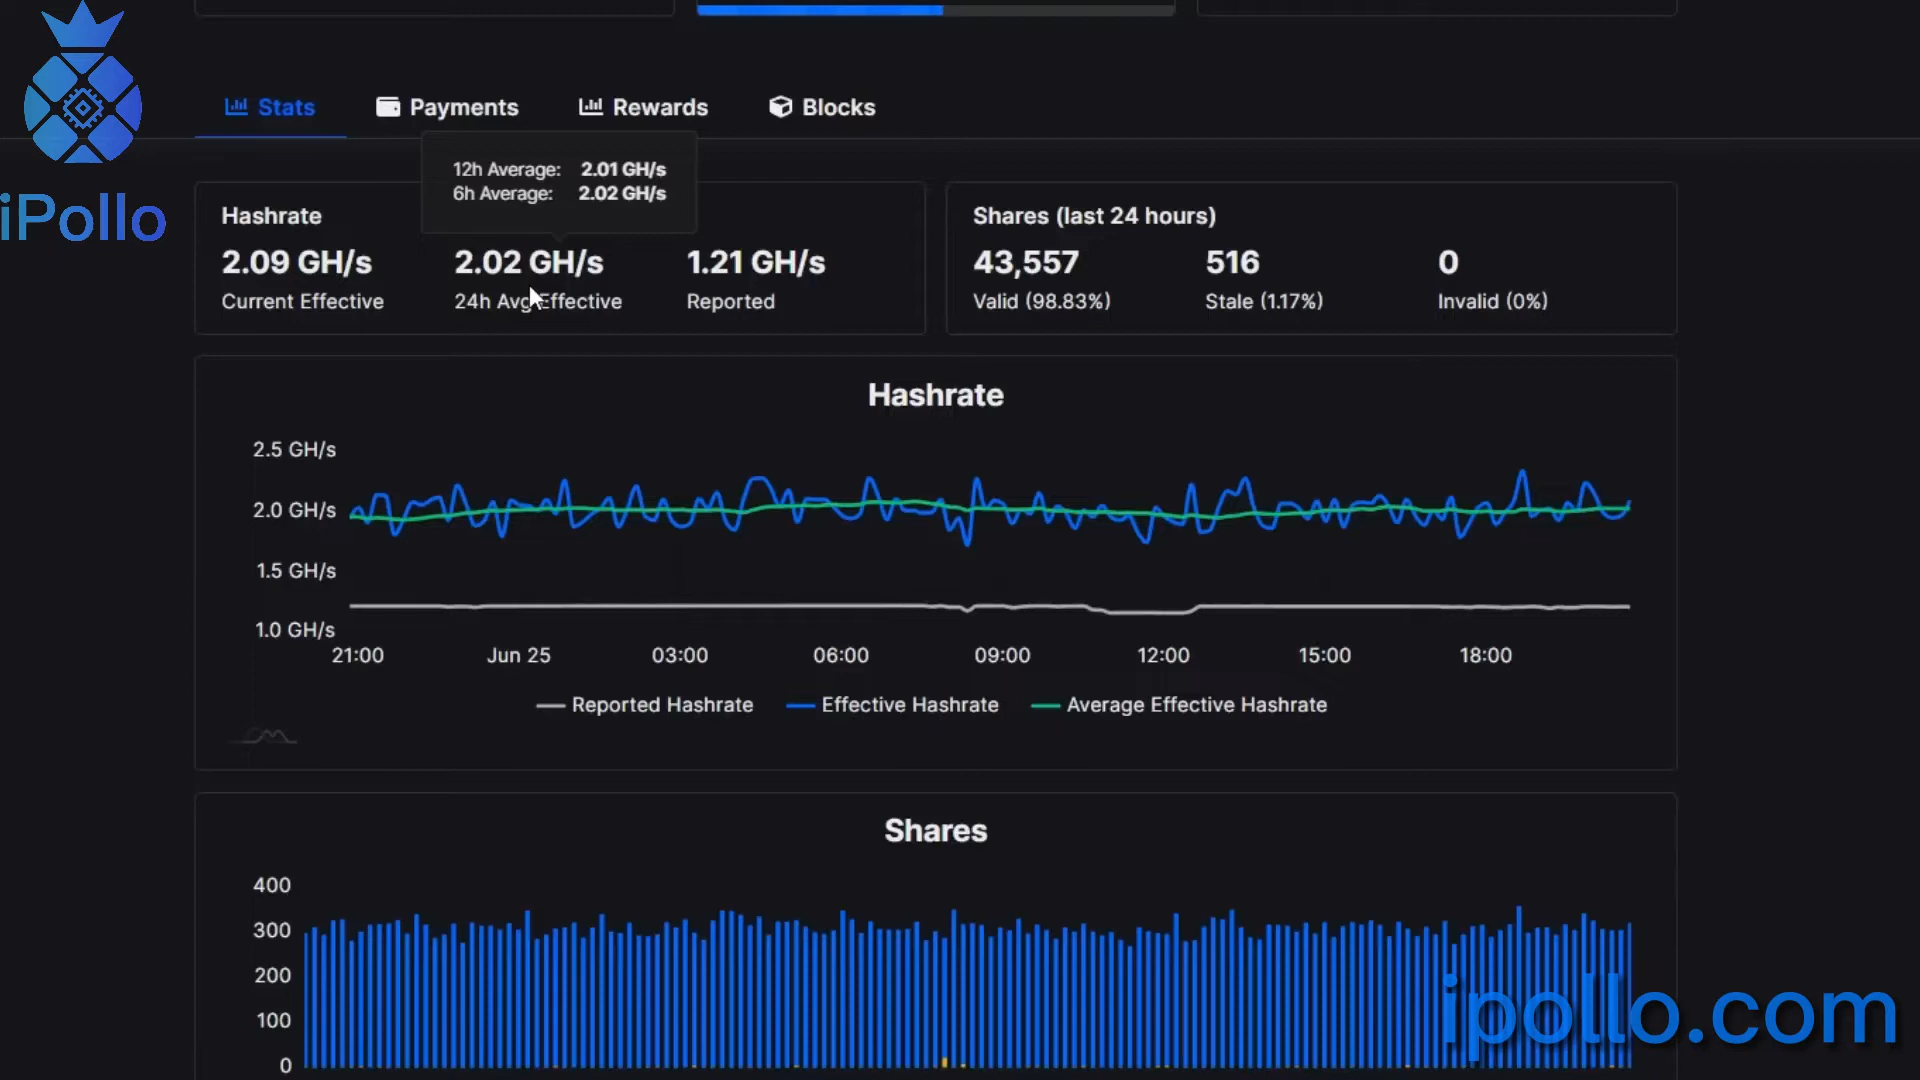 iPollo
Stats
Payments
Rewards
Blocks
12h Average: 2.01 GH/s
6h Average: 2.02 GH/s
Hashrate
2.09 GH/s
Current Effective
2.02 GH/s
24h Avg Effective
1.21 GH/s
Reported
Shares (last 24 hours)
43,557
Valid (98.83%)
516
Stale (1.17%)
0
Invalid (0%)
Hashrate
2.5 GH/s
2.0 GH/s
1.5 GH/s
1.0 GH/s
21:00 Jun 25 03:00 06:00 09:00 12:00 15:00 18:00
Reported Hashrate Effective Hashrate Average Effective Hashrate
Shares
400
300
200
100
0
ipollo.com